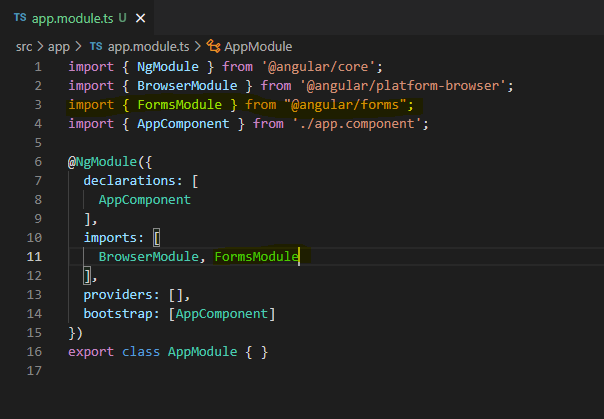 TS app.module.ts U ×
src > app > TS app.module.ts > AppModule
1 import { NgModule } from '@angular/core';
2 import { BrowserModule } from '@angular/platform-browser';
3 import { FormsModule } from "@angular/forms";
4 import { AppComponent } from './app.component';
5
6 @NgModule({
7   declarations: [
8     AppComponent
9   ],
10   imports: [
11     BrowserModule, FormsModule
12   ],
13   providers: [],
14   bootstrap: [AppComponent]
15 })
16 export class AppModule { }
17